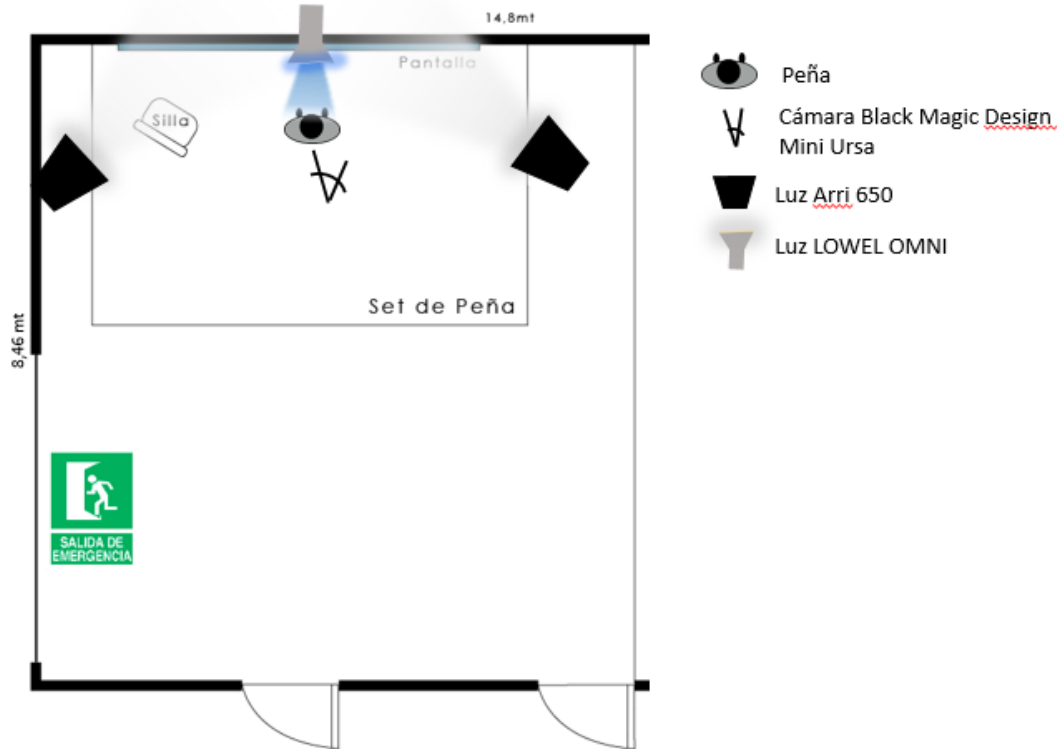 14,8mt
Pantalla
Silla
Set de Peña
8,46 mt
SALIDA DE
EMERGENCIA
Peña
Cámara Black Magic Design
Mini Ursa
Luz Arri 650
Luz LOWEL OMNI